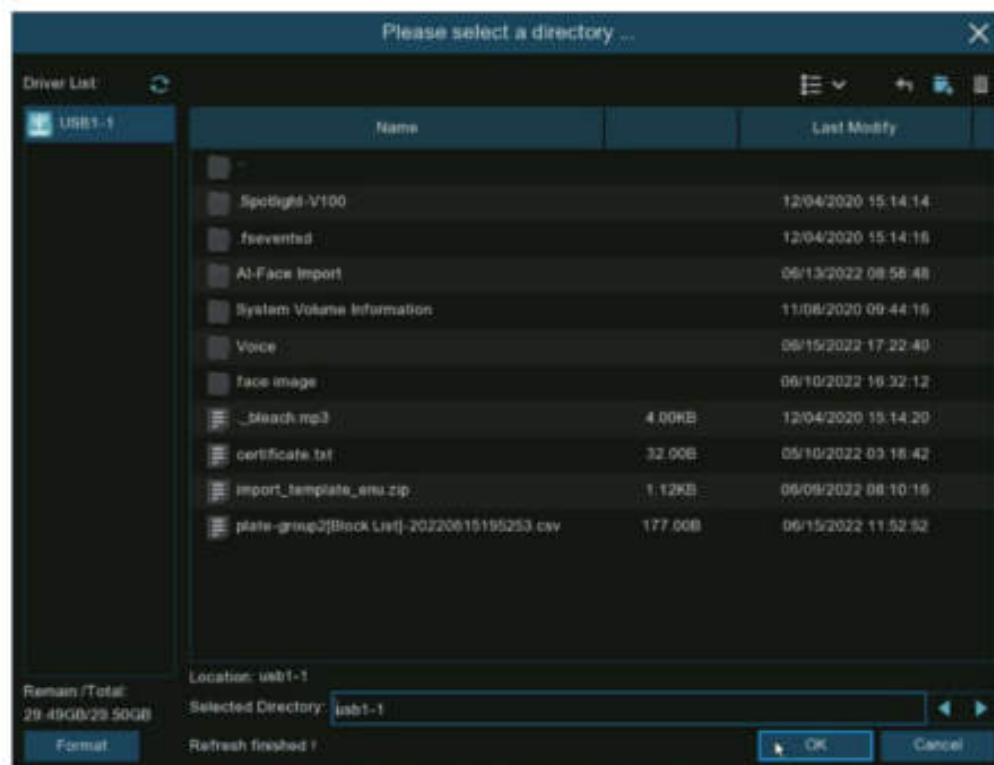 Please select a directory ...
Driver List:
USB1-1
Name Last Modify
..
.Spotlight-V100 12/04/2020 15:14:14
.fseventsd 12/04/2020 15:14:16
AI-Face Import 06/13/2022 08:58:48
System Volume Information 11/08/2020 09:44:16
Voice 06/15/2022 17:22:40
face image 06/10/2022 16:32:12
._bleach.mp3 4.00KB 12/04/2020 15:14:20
certificate.txt 32.00B 05/10/2022 03:16:42
import_template_enu.zip 1.12KB 06/09/2022 08:10:16
plate-group2[Block List]-20220615195253.csv 177.00B 06/15/2022 11:52:52
Location: usb1-1
Remain /Total:
29.49GB/29.50GB
Selected Directory: usb1-1
Format
Refresh finished !
OK
Cancel